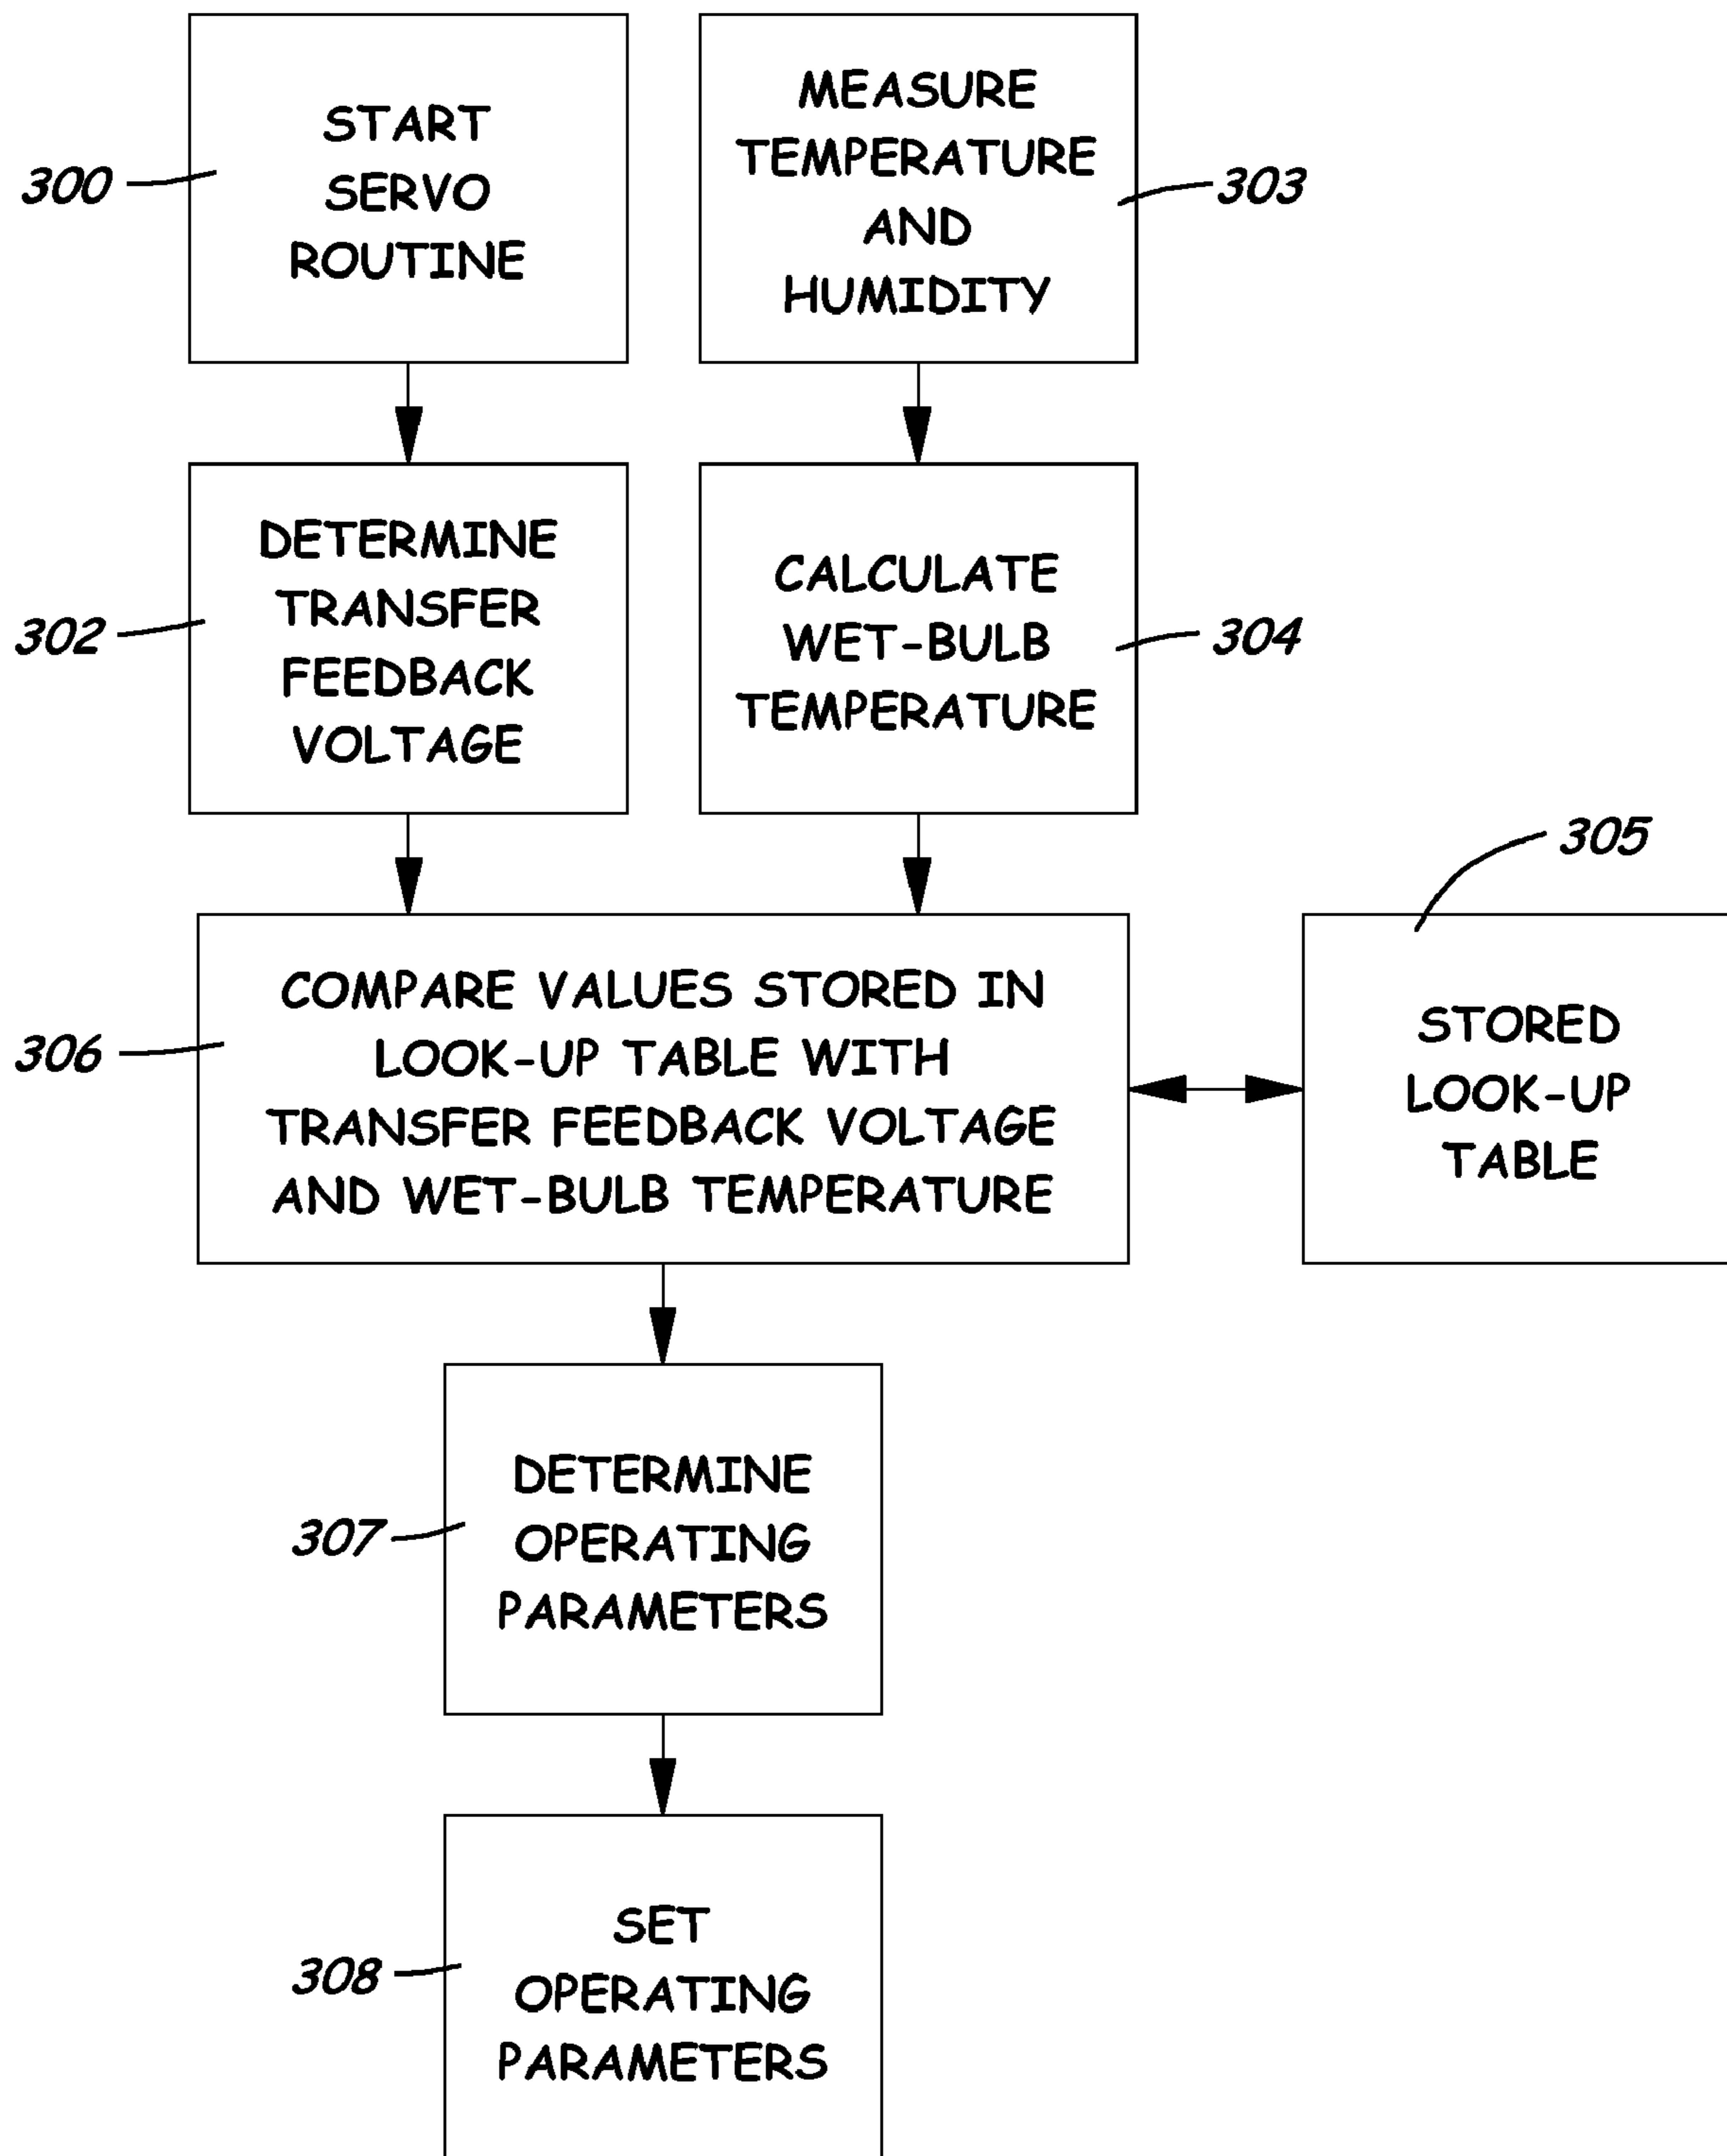 300
START
SERVO
ROUTINE
MEASURE
TEMPERATURE
AND
HUMIDITY
303
302
DETERMINE
TRANSFER
FEEDBACK
VOLTAGE
CALCULATE
WET-BULB
TEMPERATURE
304
305
306
COMPARE VALUES STORED IN
LOOK-UP TABLE WITH
TRANSFER FEEDBACK VOLTAGE
AND WET-BULB TEMPERATURE
STORED
LOOK-UP
TABLE
307
DETERMINE
OPERATING
PARAMETERS
308
SET
OPERATING
PARAMETERS